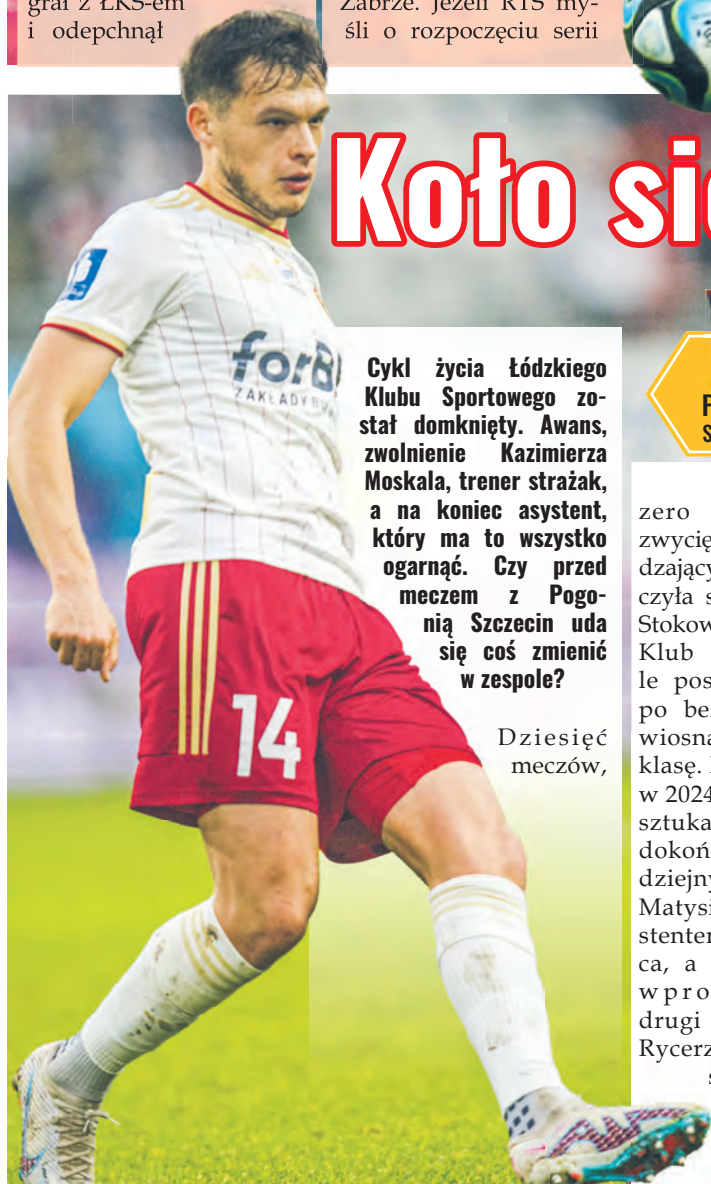 grał z ŁKS-em
i odepchnął
Zabrze. Jeżeli RTS my-
śli o rozpoczęciu serii
Koło
forB
ZAKŁADY
14
Cykl życia Łódzkiego
Klubu Sportowego zo-
stał domknięty. Awans,
zwolnienie Kazimierza
Moskala, trener strażak,
a na koniec asystent,
który ma to wszystko
ogarnąć. Czy przed
meczem z Pogo-
nią Szczecin uda
się coś zmienić
w zespole?
Dziesięć
meczów,
zero
zwycię
dzający
czyła s
Stokow
Klub
le pos
po be
wiosna
klasę.
w 2024
sztuka
dokoń
dziejny
Matysi
stenter
ca, a
wpro
drugi
Rycerz